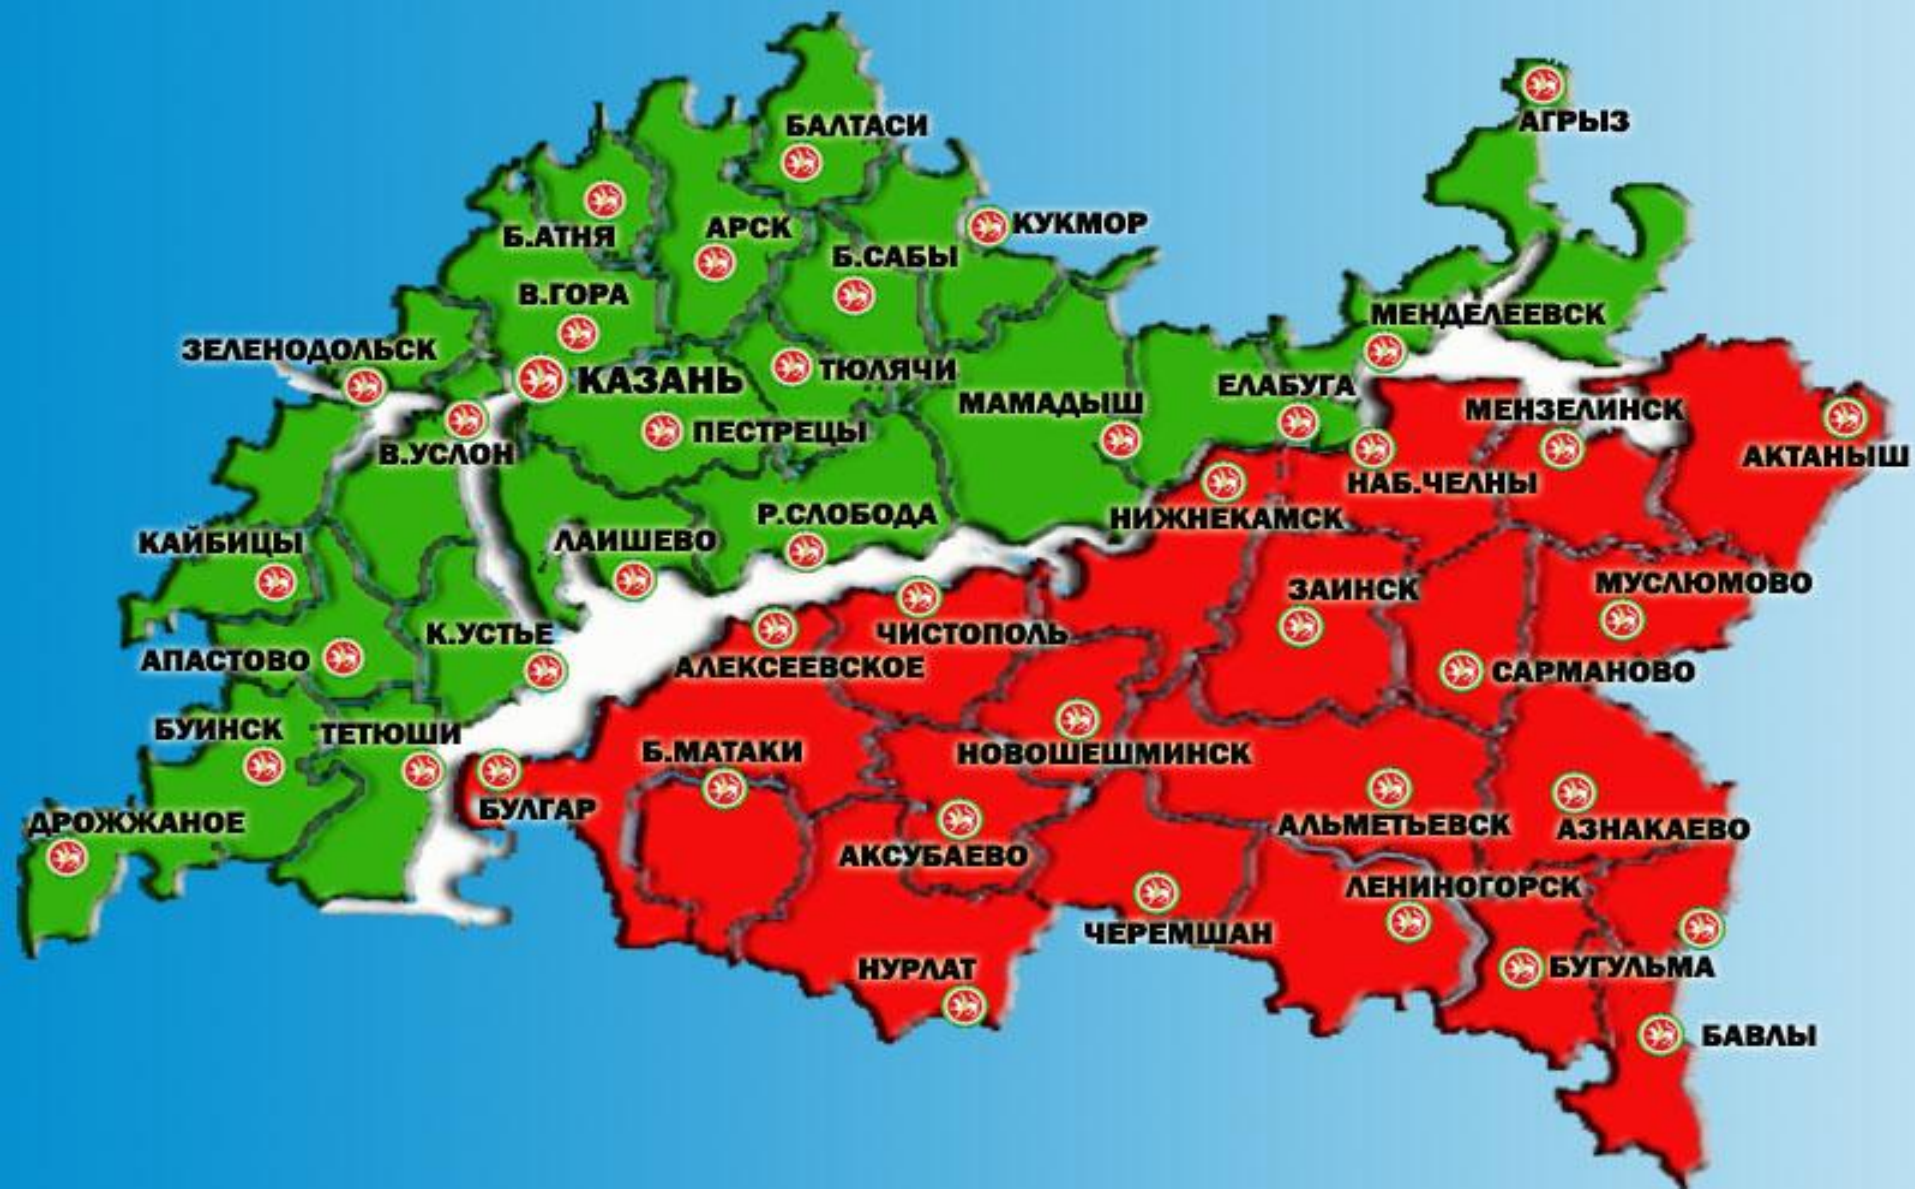 БАЛТАСИ
АГРЫЗ
Б.АТНЯ
АРСК
КУКМОР
Б.САБЫ
В.ГОРА
МЕНДЕЛЕЕВСК
ЗЕЛЕНОДОЛЬСК
КАЗАНЬ
ТЮЛЯЧИ
ЕЛАБУГА
МАМАДЫШ
МЕНЗЕЛИНСК
ПЕСТРЕЦЫ
В.УСЛОН
АКТАНЫШ
НАБ.ЧЕЛНЫ
Р.СЛОБОДА
НИЖНЕКАМСК
КАЙБИЦЫ
ЛАИШЕВО
ЗАИНСК
МУСЛЮМОВО
К.УСТЬЕ
ЧИСТОПОЛЬ
АПАСТОВО
АЛЕКСЕЕВСКОЕ
САРМАНОВО
БУИНСК
ТЕТЮШИ
Б.МАТАКИ
НОВОШЕШМИНСК
БУЛГАР
ДРОЖЖАНОЕ
АЛЬМЕТЬЕВСК
АЗНАКАЕВО
АКСУБАЕВО
ЛЕНИНОГОРСК
ЧЕРЕМШАН
НУРЛАТ
БУГУЛЬМА
БАВЛЫ